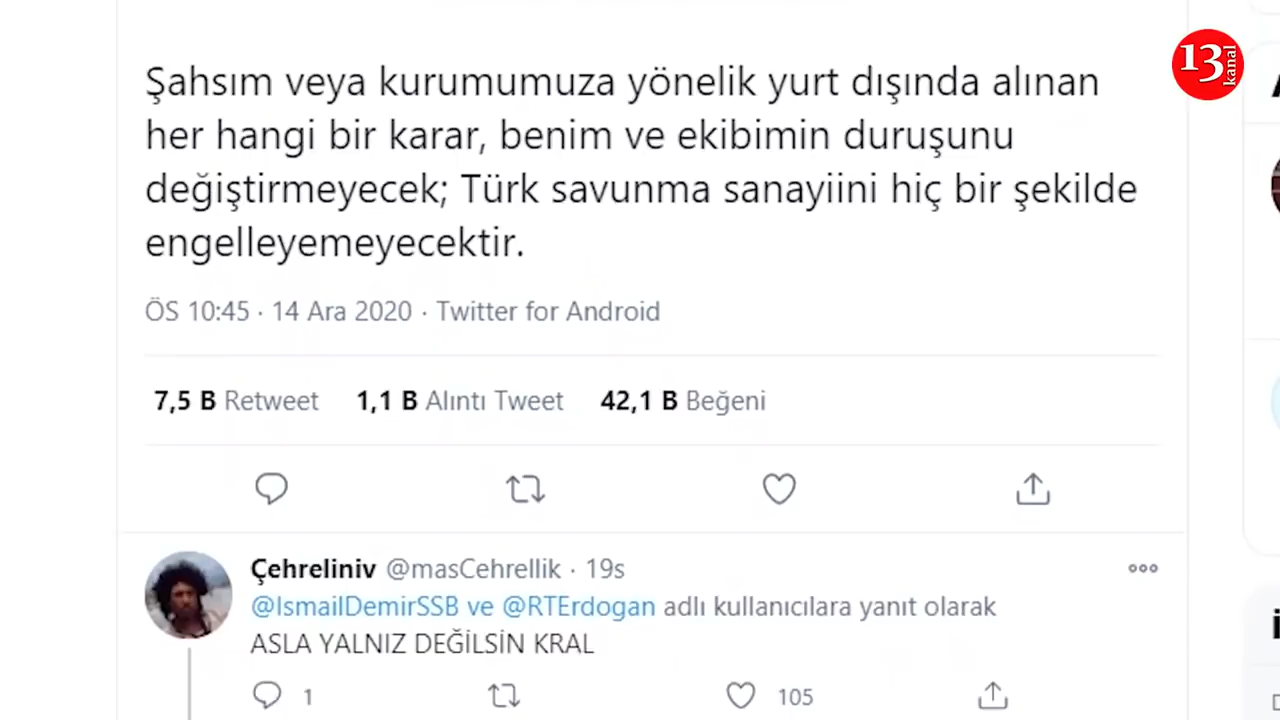 13 kanal
Şahsım veya kurumumuza yönelik yurt dışında alınan
her hangi bir karar, benim ve ekibimin duruşunu
değiştirmeyecek; Türk savunma sanayiini hiç bir şekilde
engelleyemeyecektir.
ÖS 10:45 · 14 Ara 2020 · Twitter for Android
7,5 B Retweet 1,1 B Alıntı Tweet 42,1 B Beğeni
Çehreliniv @masCehrellik · 19s
@IsmailDemirSSB ve @RTErdogan adlı kullanıcılara yanıt olarak
ASLA YALNIZ DEĞİLSİN KRAL
1 105